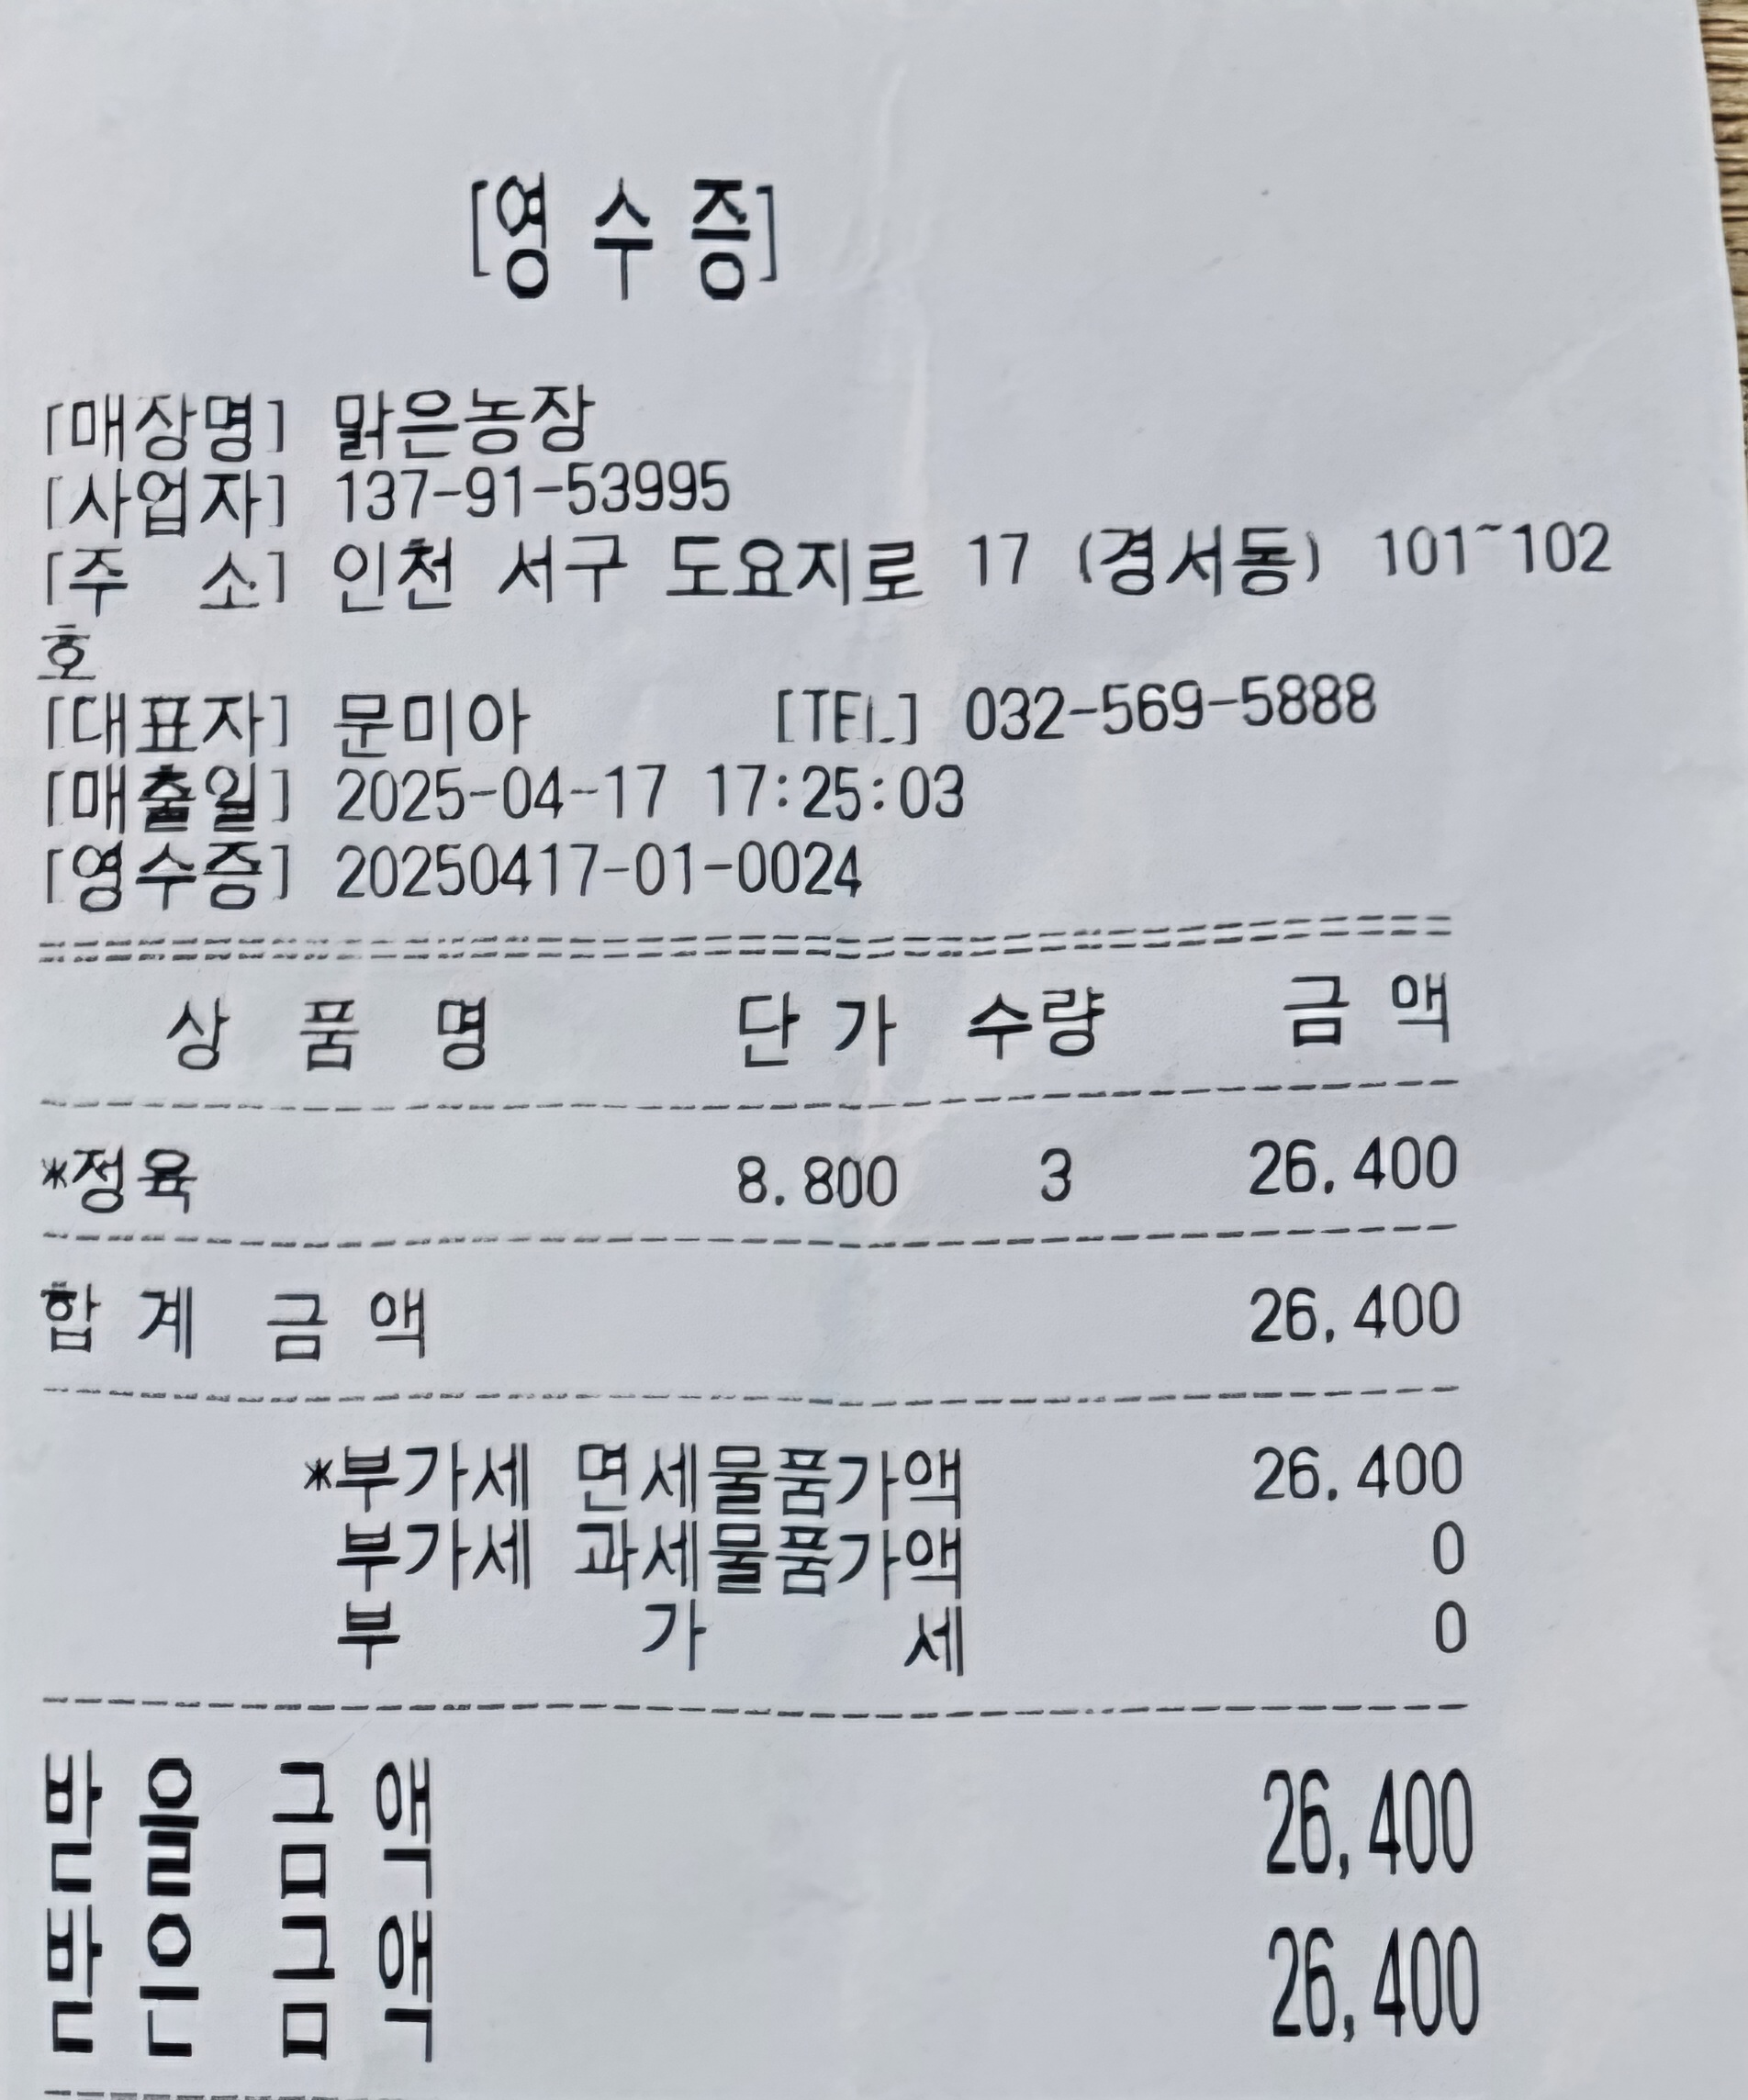 [영 수 증]
[매장명] 맑은농장
[사업자] 137-91-53995
[주 소] 인천 서구 도요지로 17 (경서동) 101~102
호
[대표자] 문미아 [TEL] 032-569-5888
[매출일] 2025-04-17 17:25:03
[영수증] 20250417-01-0024
상 품 명 단 가 수량 금 액
*정육 8.800 3 26.400
합 계 금 액 26.400
*부가세 면세물품가액 26.400
부가세 과세물품가액 0
부 가 세 0
받 을 금 액 26,400
받 은 금 액 26,400